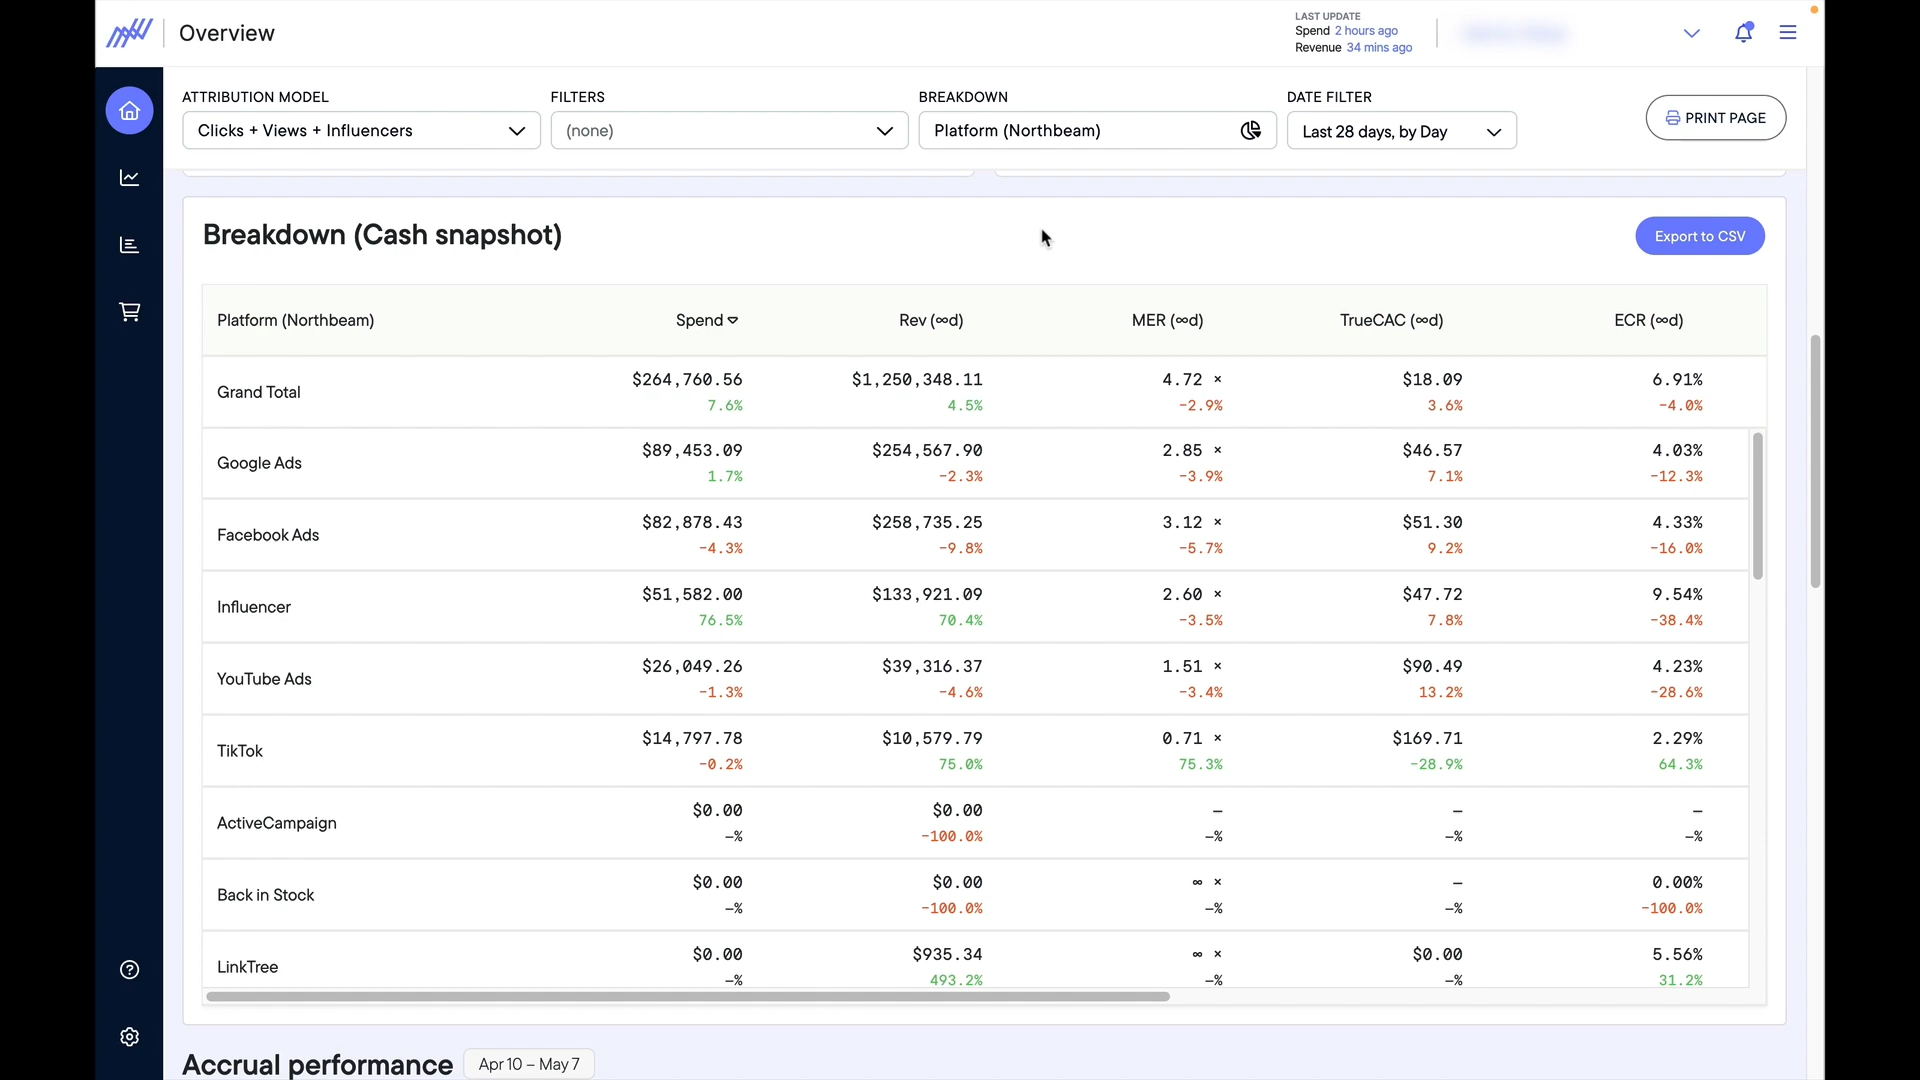 Overview
LAST UPDATE
Spend 2 hours ago
Revenue 34 mins ago
ATTRIBUTION MODEL
FILTERS
BREAKDOWN
DATE FILTER
Clicks + Views + Influencers
(none)
Platform (Northbeam)
Last 28 days, by Day
PRINT PAGE
Breakdown (Cash snapshot)
Export to CSV
Platform (Northbeam) Spend Rev (∞d) MER (∞d) TrueCAC (∞d) ECR (∞d)
Grand Total
$264,760.56 $1,250,348.11 4.72 × $18.09 6.91%
7.6% 4.5% -2.9% 3.6% -4.0%
Google Ads
$89,453.09 $254,567.90 2.85 × $46.57 4.03%
1.7% -2.3% -3.9% 7.1% -12.3%
Facebook Ads
$82,878.43 $258,735.25 3.12 × $51.30 4.33%
-4.3% -9.8% -5.7% 9.2% -16.0%
Influencer
$51,582.00 $133,921.09 2.60 × $47.72 9.54%
76.5% 70.4% -3.5% 7.8% -38.4%
YouTube Ads
$26,049.26 $39,316.37 1.51 × $90.49 4.23%
-1.3% -4.6% -3.4% 13.2% -28.6%
TikTok
$14,797.78 $10,579.79 0.71 × $169.71 2.29%
-0.2% 75.0% 75.3% -28.9% 64.3%
ActiveCampaign
$0.00 $0.00 – – –
–% -100.0% –% –% –%
Back in Stock
$0.00 $0.00 ∞ × – 0.00%
–% -100.0% –% –% -100.0%
LinkTree
$0.00 $935.34 ∞ × $0.00 5.56%
–% 493.2% –% –% 31.2%
Accrual performance
Apr 10 – May 7